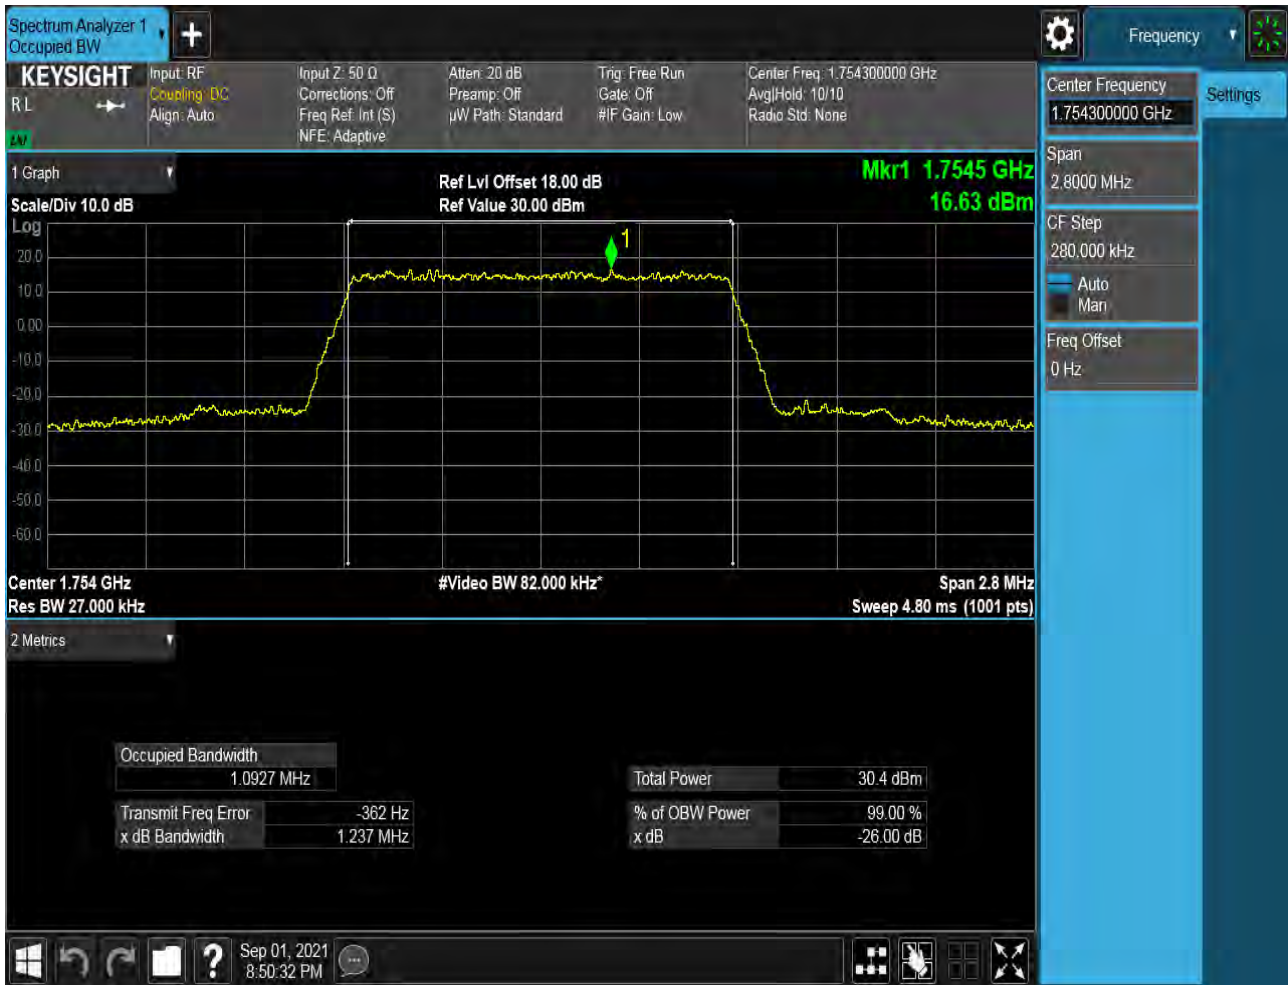 Spectrum Analyzer 1
Occupied BW
Frequency
KEYSIGHT
R L
Input: RF
Coupling: DC
Align: Auto
Input Z: 50 Ω
Corrections: Off
Freq Ref: Int (S)
NFE: Adaptive
Atten: 20 dB
Preamp: Off
µW Path: Standard
Trig: Free Run
Gate: Off
#IF Gain: Low
Center Freq: 1.754300000 GHz
Avg|Hold: 10/10
Radio Std: None
Center Frequency
1.754300000 GHz
Settings
Span
2.8000 MHz
CF Step
280.000 kHz
Auto
Man
Freq Offset
0 Hz
1 Graph
Scale/Div 10.0 dB
Ref Lvl Offset 18.00 dB
Ref Value 30.00 dBm
Mkr1 1.7545 GHz
16.63 dBm
Log
1
20.0
10.0
0.00
-10.0
-20.0
-30.0
-40.0
-50.0
-60.0
Center 1.754 GHz
#Video BW 82.000 kHz*
Span 2.8 MHz
Res BW 27.000 kHz
Sweep 4.80 ms (1001 pts)
2 Metrics
Occupied Bandwidth
1.0927 MHz
Total Power 30.4 dBm
Transmit Freq Error -362 Hz
% of OBW Power 99.00 %
x dB Bandwidth 1.237 MHz
x dB -26.00 dB
?
Sep 01, 2021
8:50:32 PM